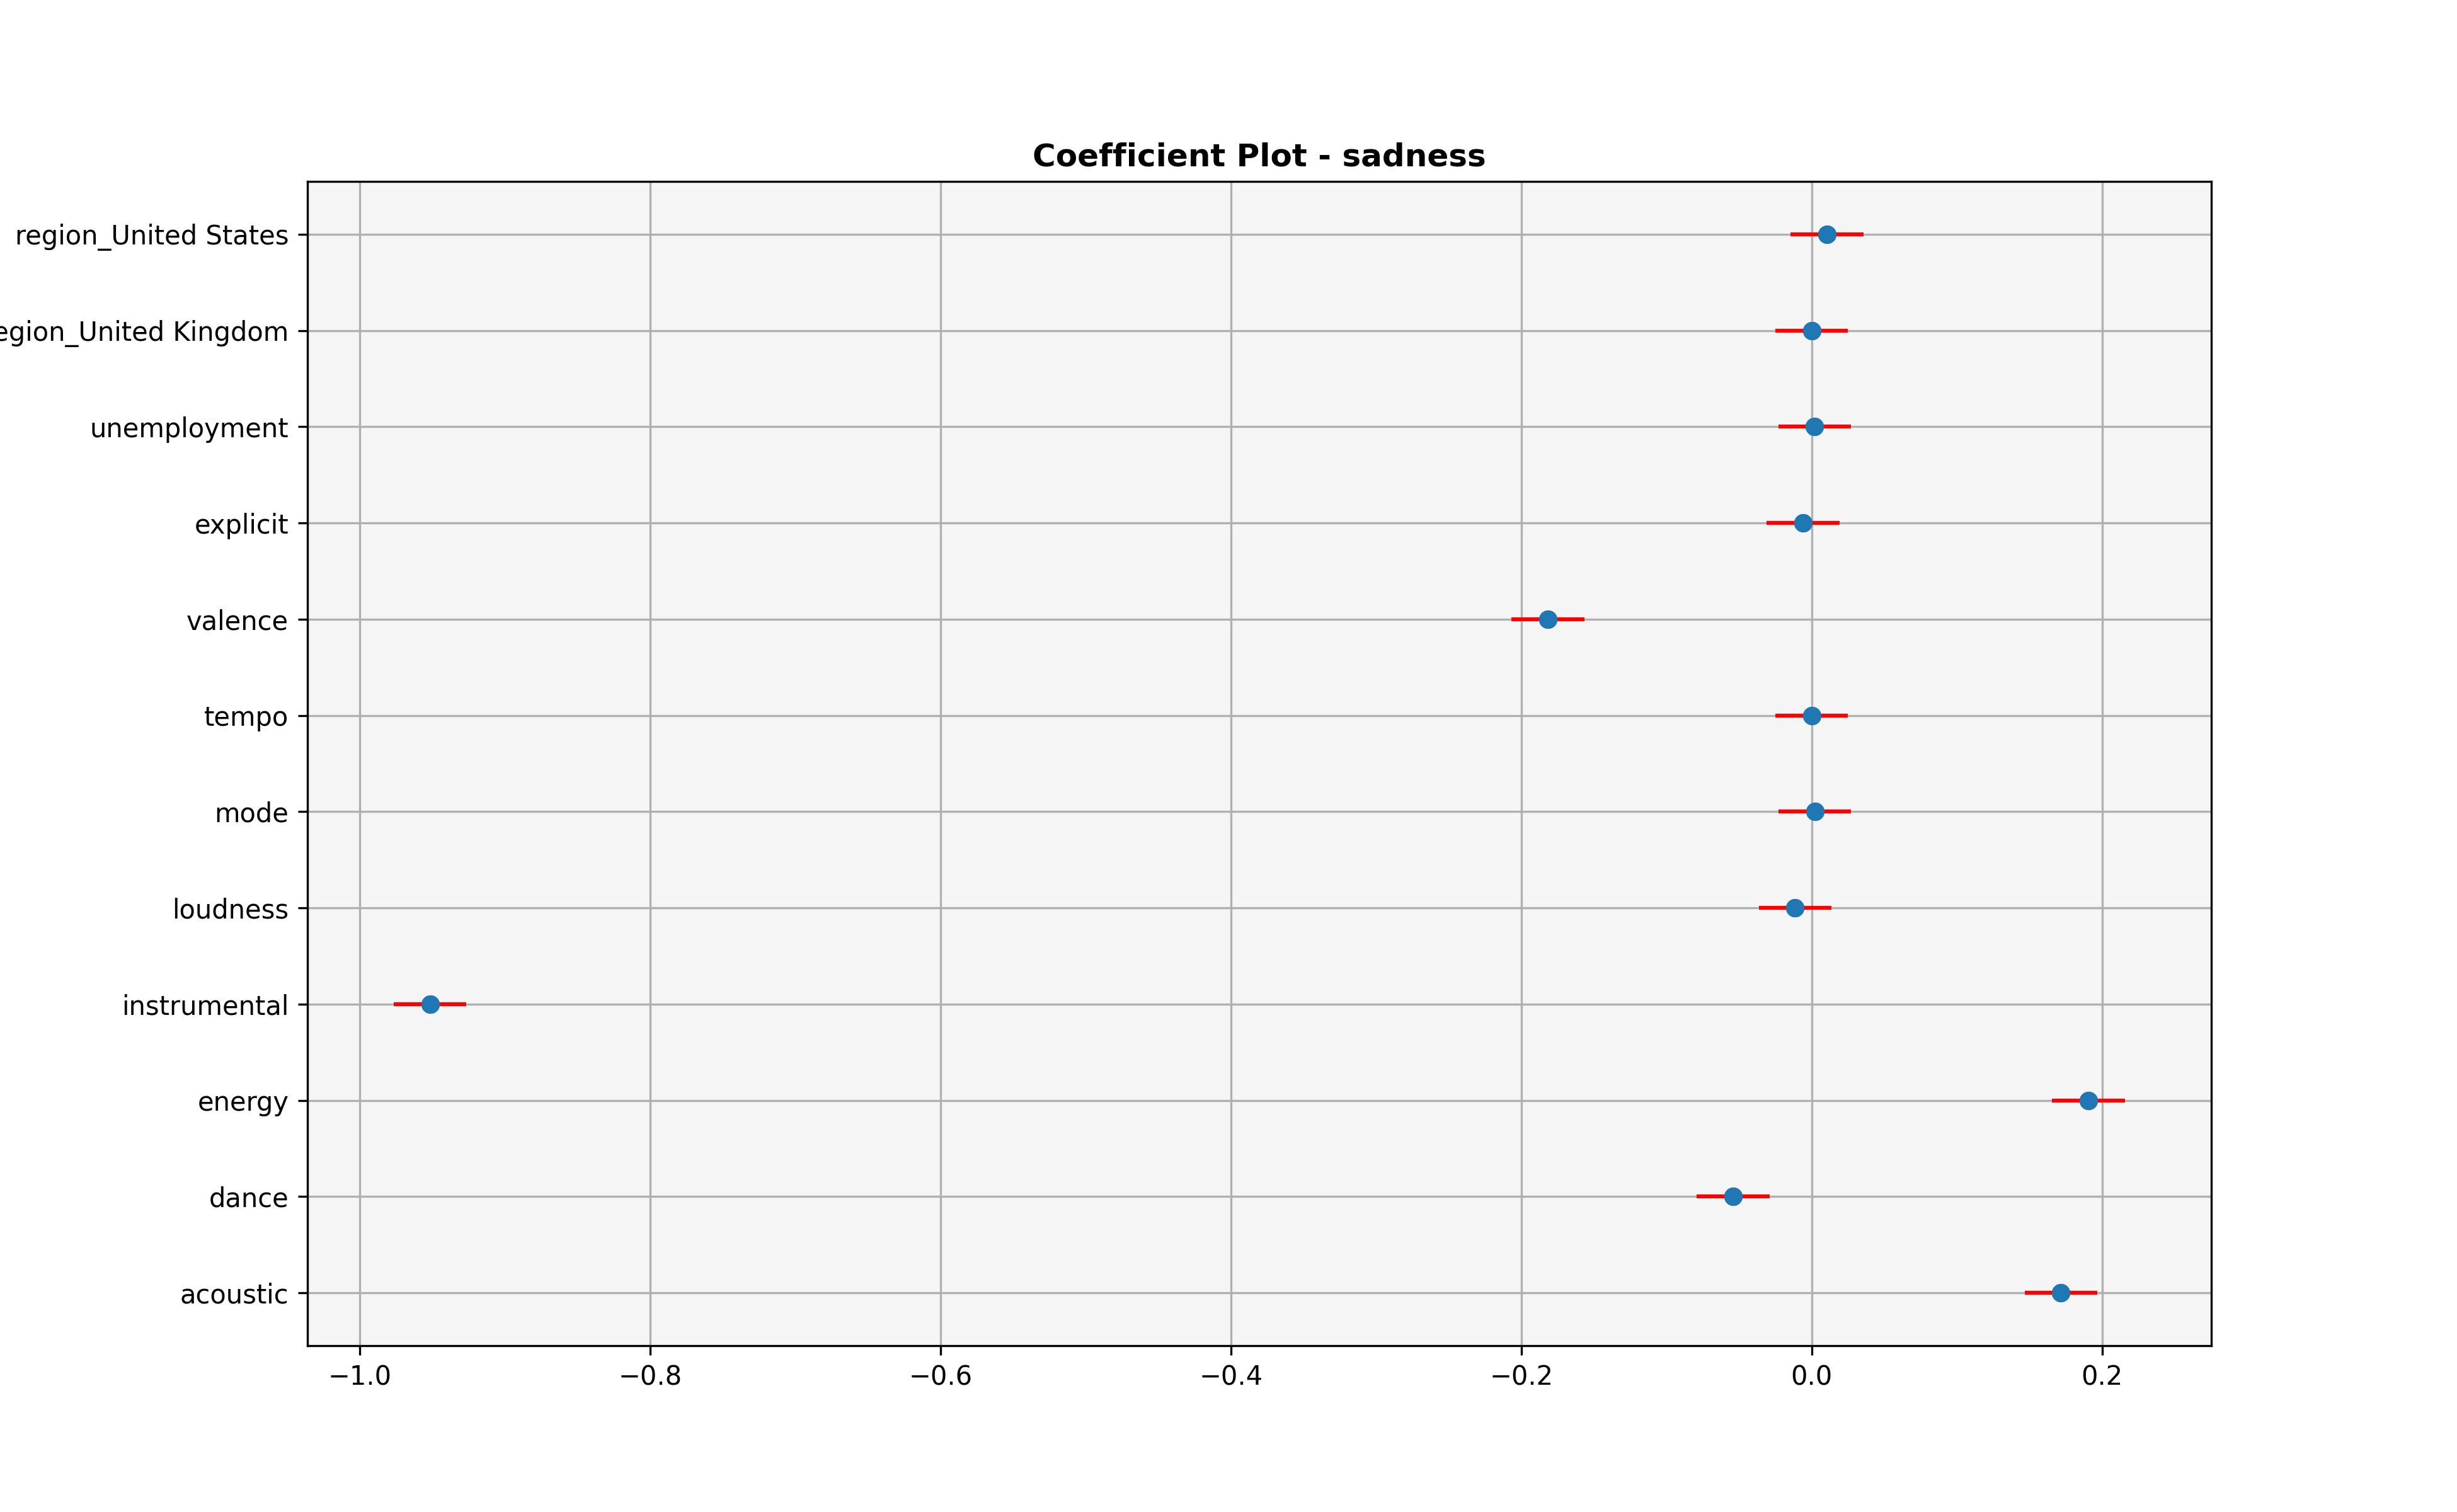 Coefficient Plot - sadness
region_United States
egion_United Kingdom
unemployment
explicit
valence
tempo
mode
loudness
instrumental
energy
dance
acoustic
−1.0 −0.8 −0.6 −0.4 −0.2 0.0 0.2